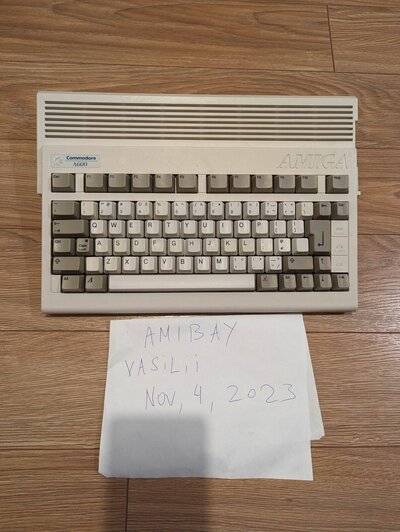 Commodore
A600
AMIGA
Q W E R T Y U I O P
A S D F G H J K L
Z X C V B N M
AMIBAY
VASILII
NOV, 4, 2023